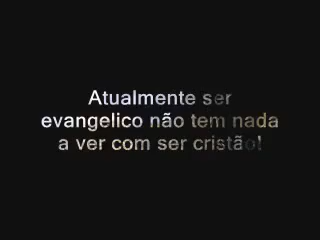 Atualmente ser
evangelico não tem nada
a ver com ser cristão!